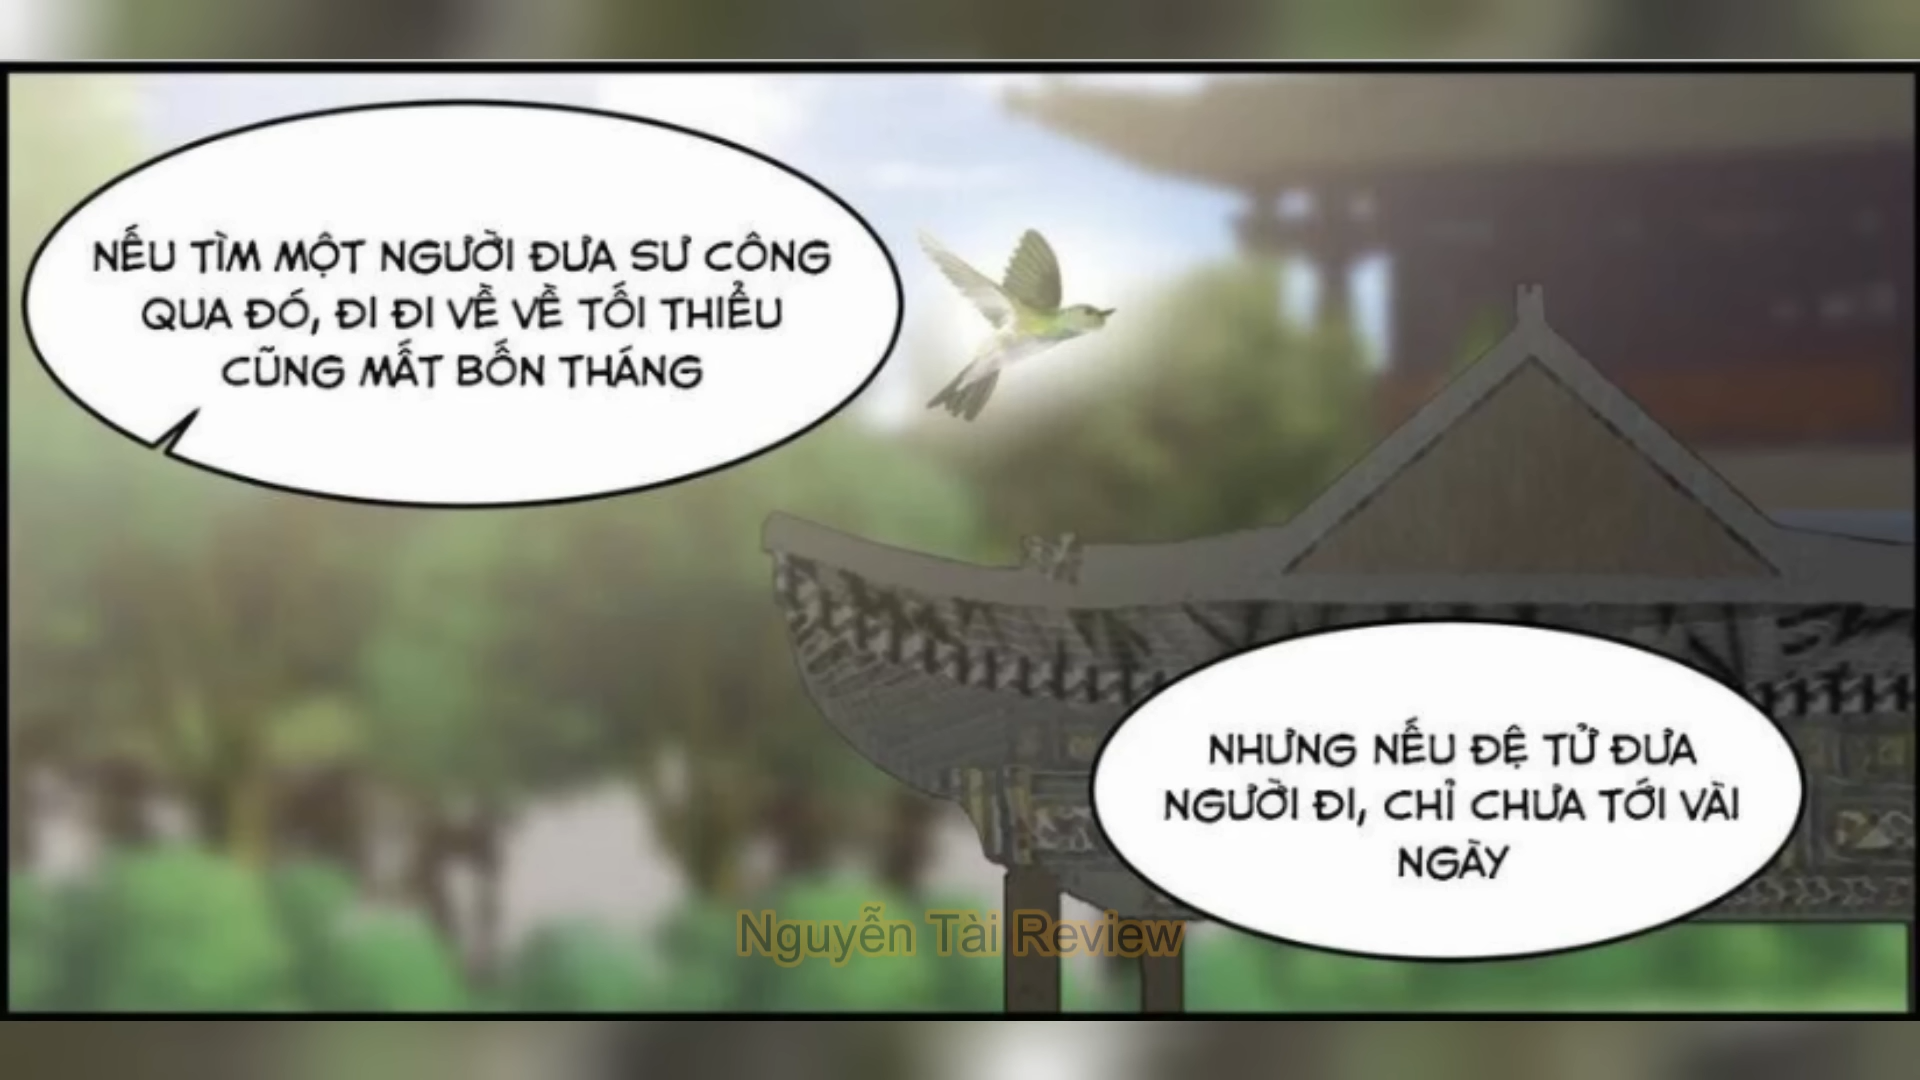 NẾU TÌM MỘT NGƯỜI ĐƯA SƯ CÔNG
QUA ĐÓ, ĐI ĐI VỀ VỀ TỐI THIỂU
CŨNG MẤT BỐN THÁNG
NHƯNG NẾU ĐỆ TỬ ĐƯA
NGƯỜI ĐI, CHỈ CHƯA TỚI VÀI
NGÀY
Nguyễn Tài Review